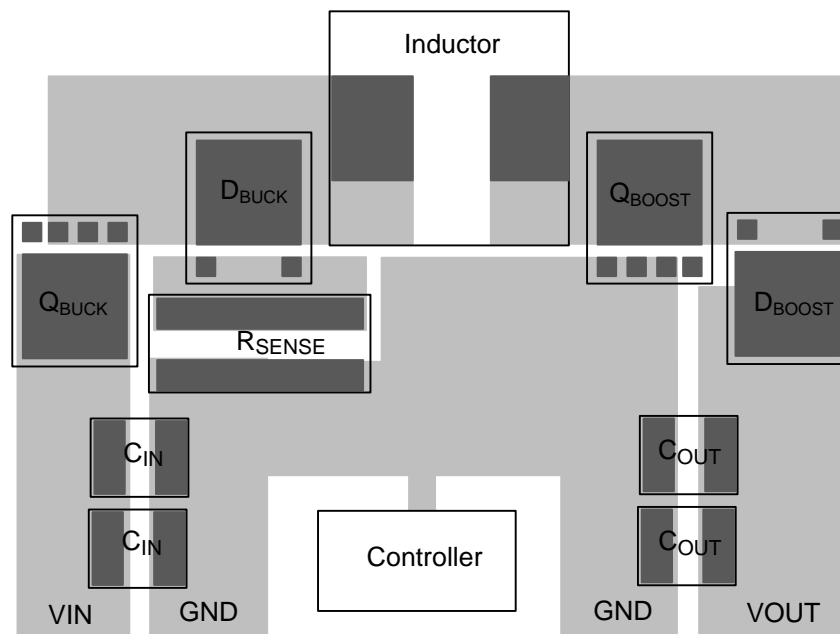 Inductor
DBUCK
QBOOST
QBUCK
DBOOST
RSENSE
CIN
COUT
CIN
COUT
Controller
VIN
GND
GND
VOUT